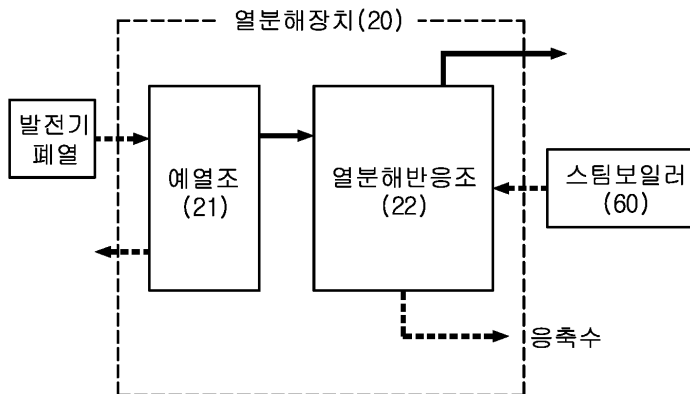 열분해장치(20)
발전기
폐열
예열조
(21)
열분해반응조
(22)
스팀보일러
(60)
응축수